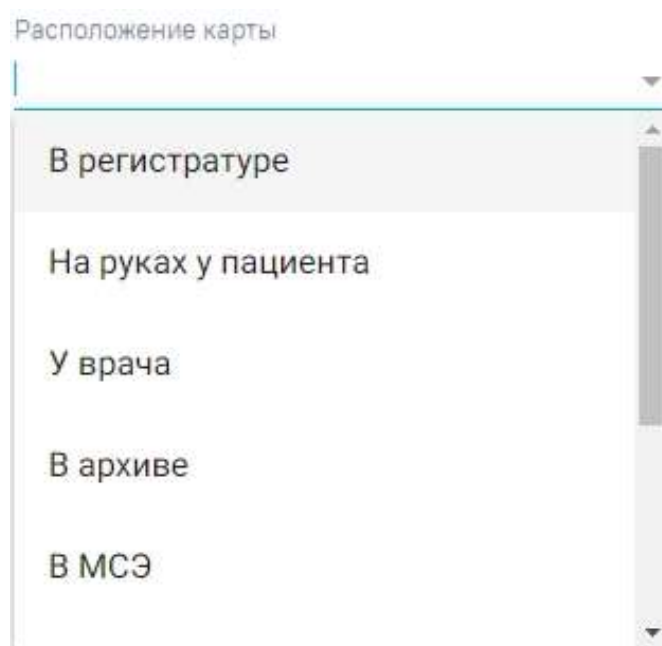 Расположение карты
В регистратуре
На руках у пациента
У врача
В архиве
В МСЭ